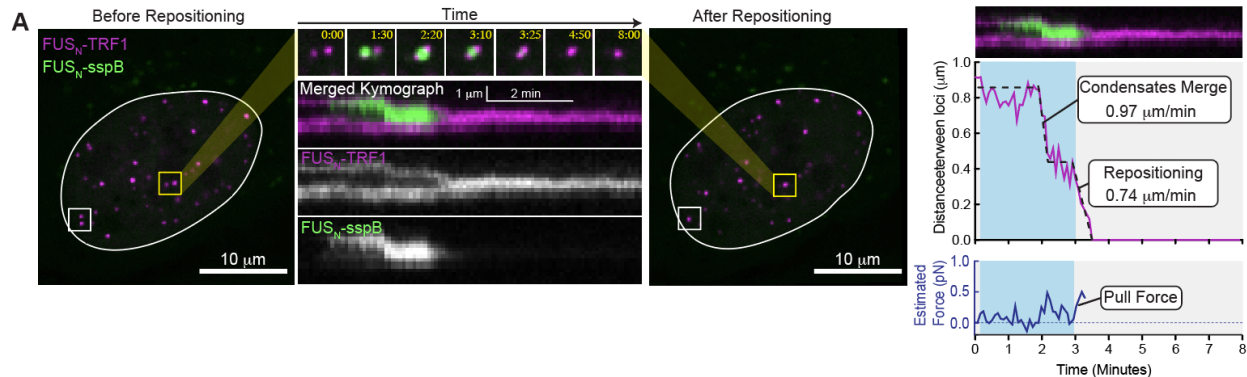 A
Before Repositioning
Time
After Repositioning
FUSN-TRF1
FUSN-sspB
0:00
1:30
2:20
3:10
3:25
4:50
8:00
Merged Kymograph
1 μm
2 min
FUSN-TRF1
FUSN-sspB
10 μm
10 μm
Distanceeterween loci (μm)
1.0
0.8
0.6
0.4
0.2
0.0
Condensates Merge
0.97 μm/min
Repositioning
0.74 μm/min
Estimated
Force (pN)
1.0
0.5
0.0
Pull Force
0 1 2 3 4 5 6 7 8
Time (Minutes)